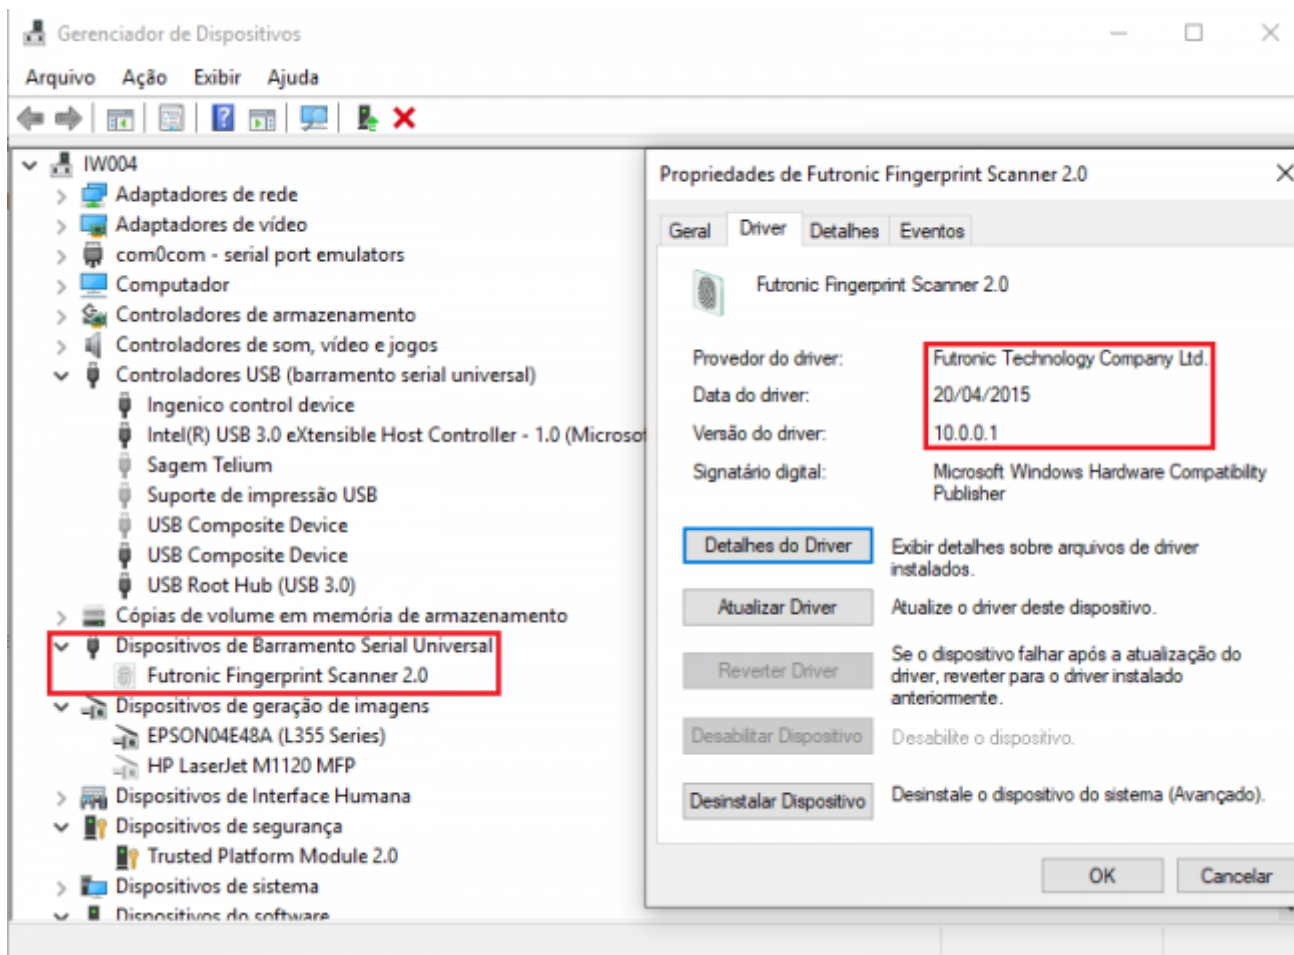 Gerenciador de Dispositivos
Arquivo Ação Exibir Ajuda
IW004
Adaptadores de rede
Adaptadores de vídeo
com0com - serial port emulators
Computador
Controladores de armazenamento
Controladores de som, vídeo e jogos
Controladores USB (barramento serial universal)
Ingenico control device
Intel(R) USB 3.0 eXtensible Host Controller - 1.0 (Microsof
Sagem Telium
Suporte de impressão USB
USB Composite Device
USB Composite Device
USB Root Hub (USB 3.0)
Cópias de volume em memória de armazenamento
Dispositivos de Barramento Serial Universal
Futronic Fingerprint Scanner 2.0
Dispositivos de geração de imagens
EPSON04E48A (L355 Series)
HP LaserJet M1120 MFP
Dispositivos de Interface Humana
Dispositivos de segurança
Trusted Platform Module 2.0
Dispositivos de sistema
Dispositivos do software
Propriedades de Futronic Fingerprint Scanner 2.0
Geral Driver Detalhes Eventos
Futronic Fingerprint Scanner 2.0
Provedor do driver: Futronic Technology Company Ltd.
Data do driver: 20/04/2015
Versão do driver: 10.0.0.1
Signatário digital: Microsoft Windows Hardware Compatibility
Publisher
Detalhes do Driver Exibir detalhes sobre arquivos de driver
instalados.
Atualizar Driver Atualize o driver deste dispositivo.
Reverter Driver Se o dispositivo falhar após a atualização do
driver, reverter para o driver instalado
anteriormente.
Desabilitar Dispositivo Desabilite o dispositivo.
Desinstalar Dispositivo Desinstale o dispositivo do sistema (Avançado).
OK Cancelar